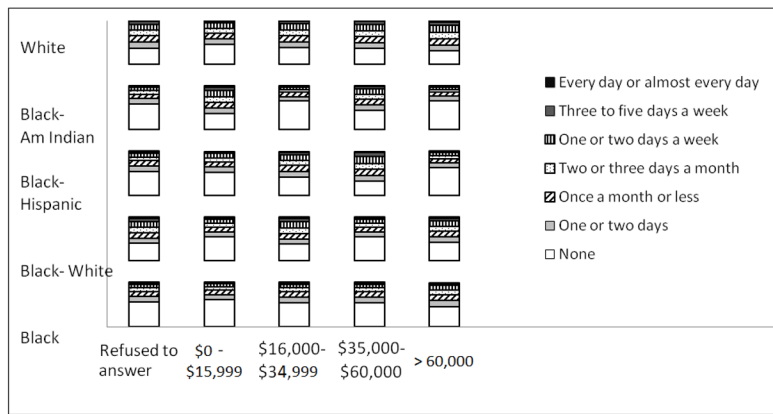 White
Black-
Am Indian
Black-
Hispanic
Black- White
Black
Every day or almost every day
Three to five days a week
One or two days a week
Two or three days a month
Once a month or less
One or two days
None
Refused to
answer
$0 -
$15,999
$16,000-
$34,999
$35,000-
$60,000
> 60,000